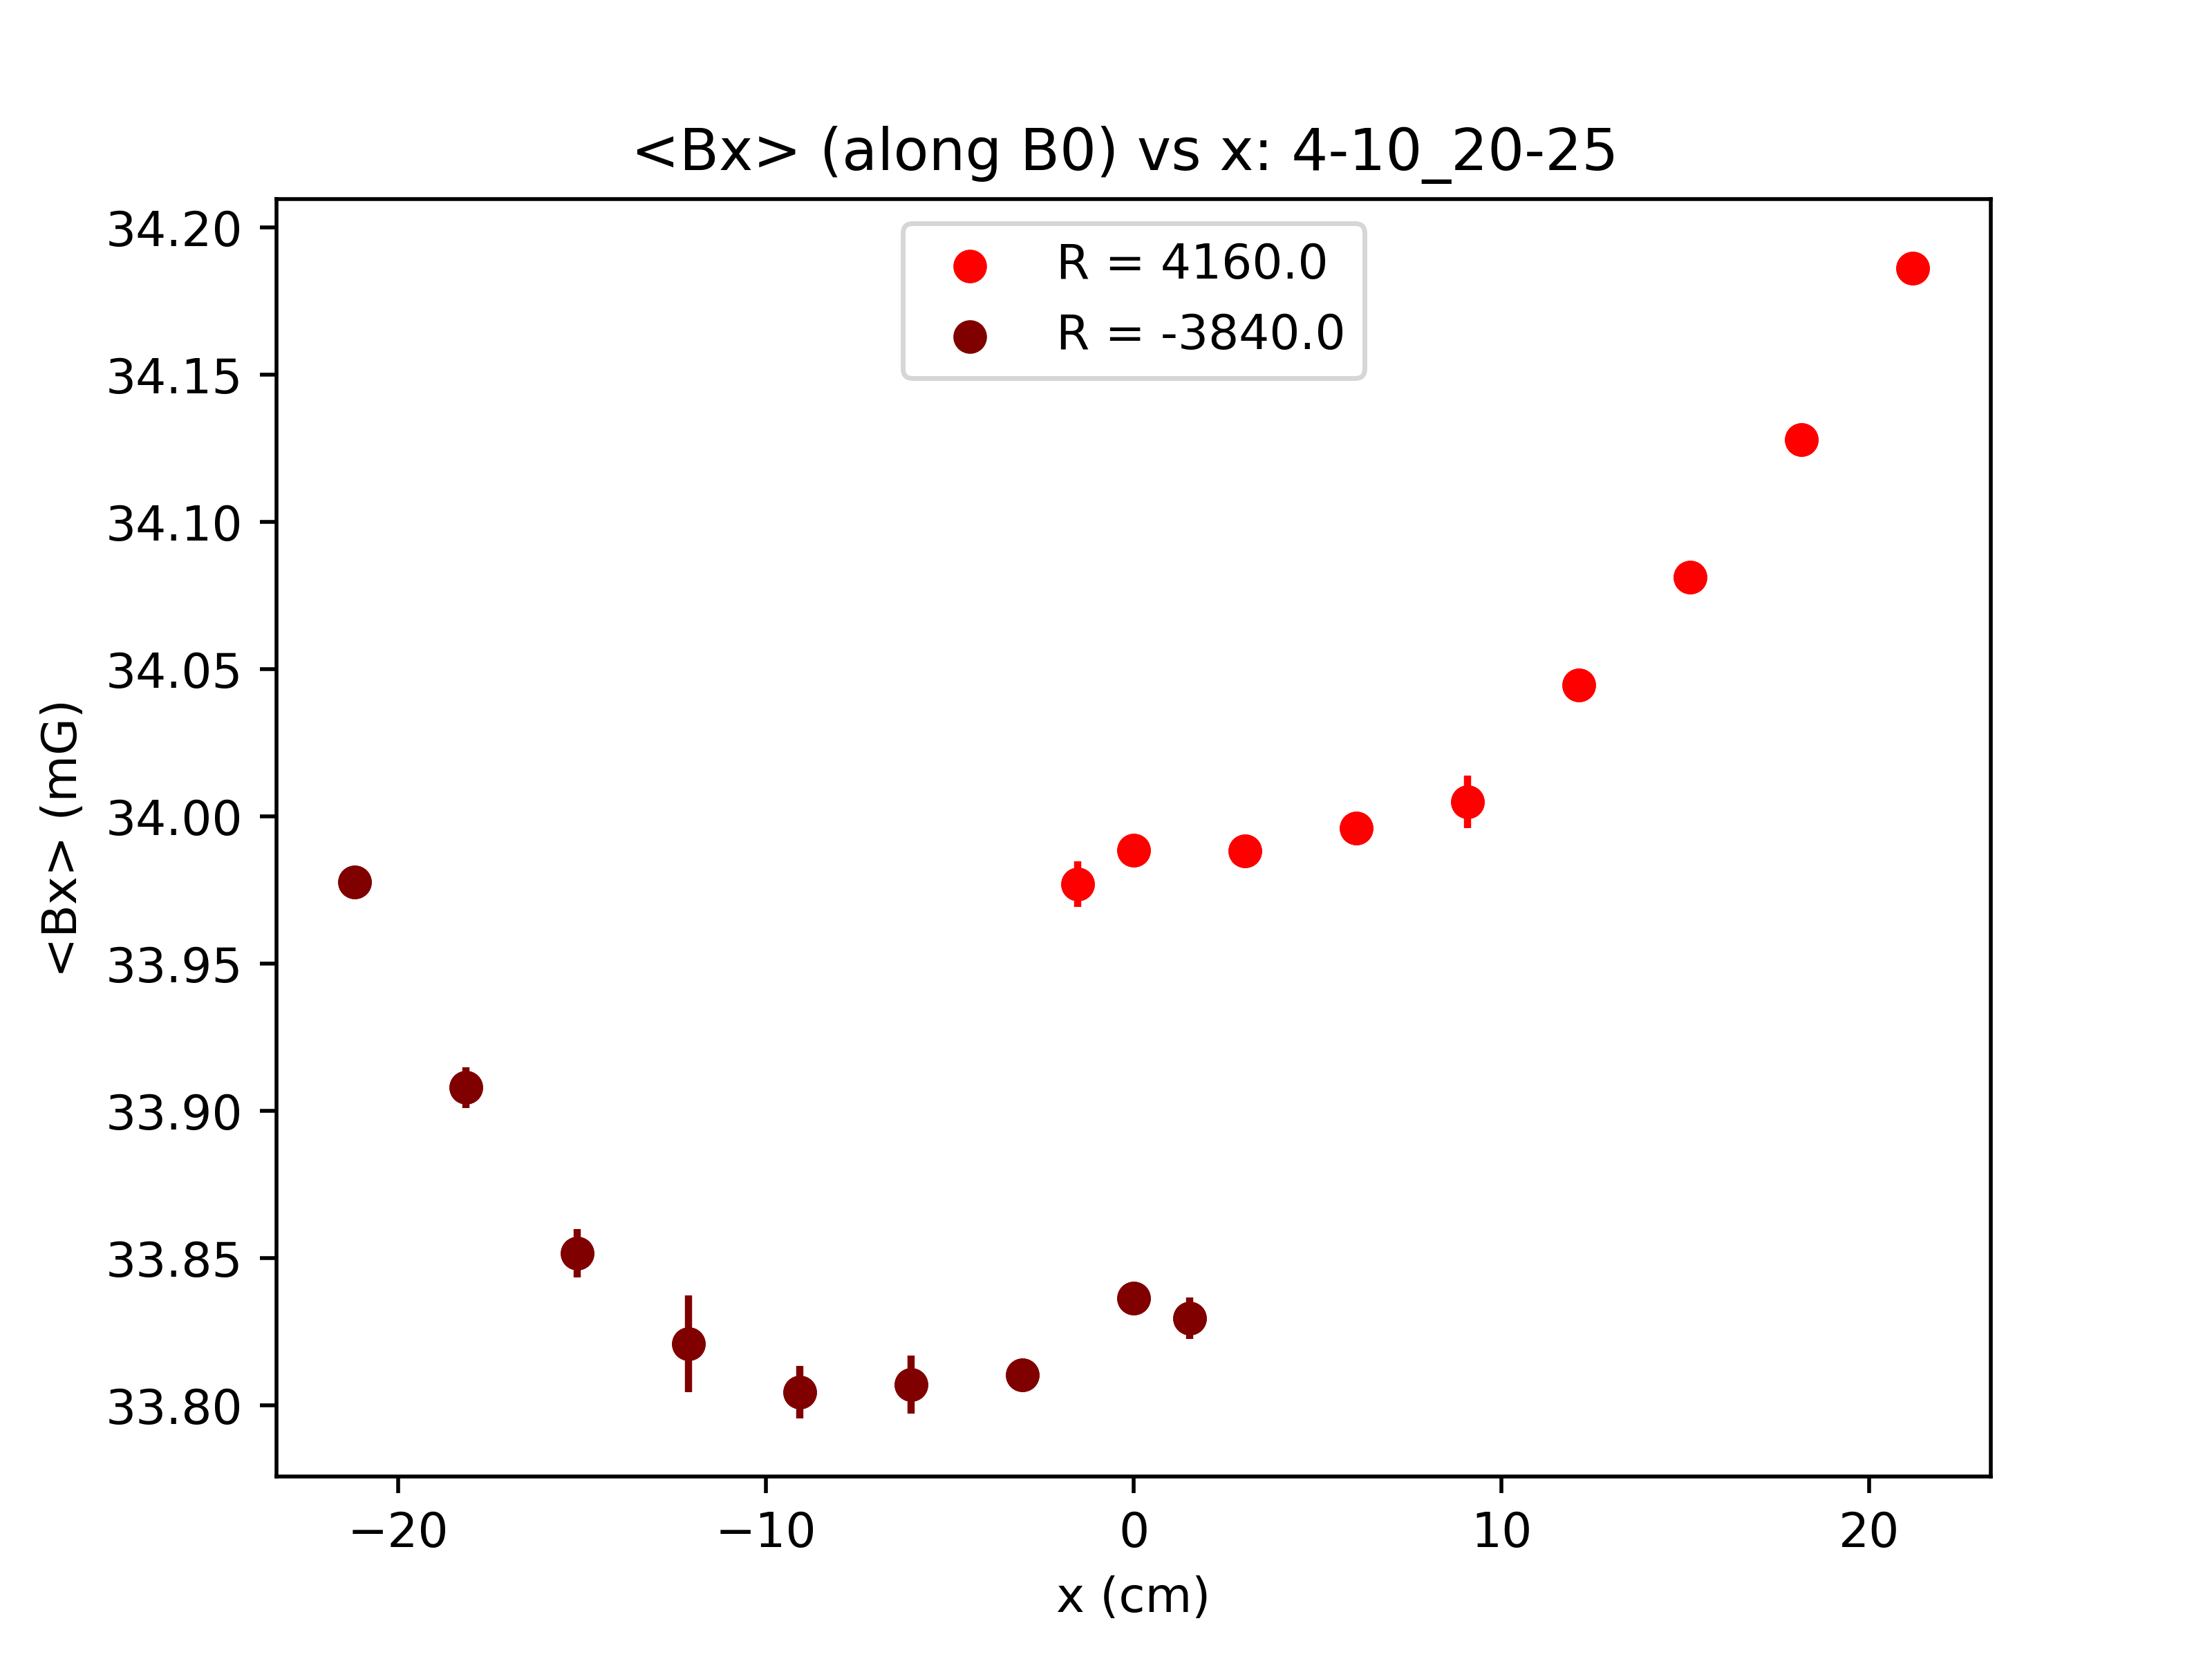 <Bx> (along B0) vs x: 4-10_20-25
R = 4160.0
R = -3840.0
34.20
34.15
34.10
34.05
34.00
33.95
33.90
33.85
33.80
<Bx> (mG)
−20 −10 0 10 20
x (cm)